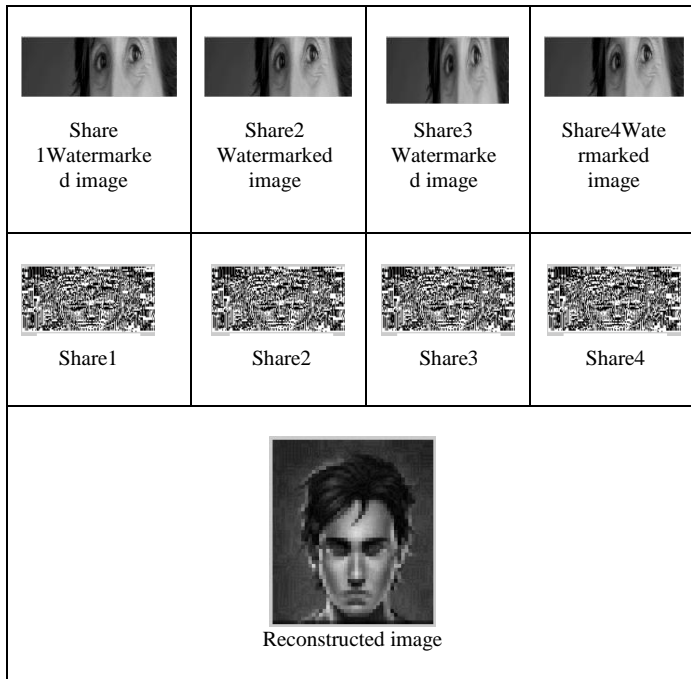 Share
1Watermarke
d image
Share2
Watermarked
image
Share3
Watermarke
d image
Share4Wate
rmarked
image
Share1
Share2
Share3
Share4
Reconstructed image